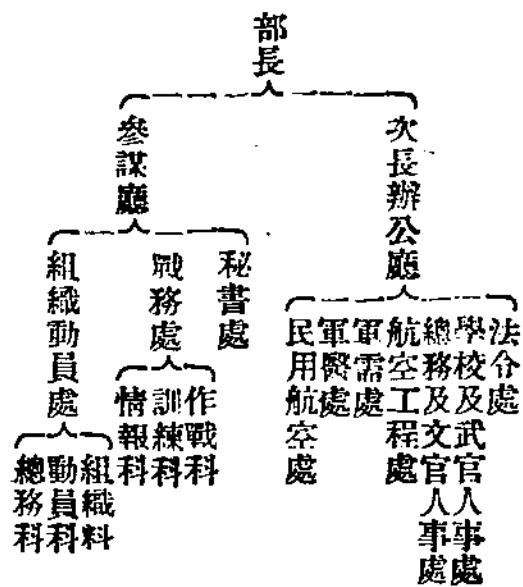 部長
次長辦公廳
參謀廳
法令處
學校及武官人事處
總務及文官人事處
航空工程處
軍需處
軍醫處
民用航空處
秘書處
戰務處
組織動員處
作戰科
訓練科
情報科
組織科
動員科
總務科